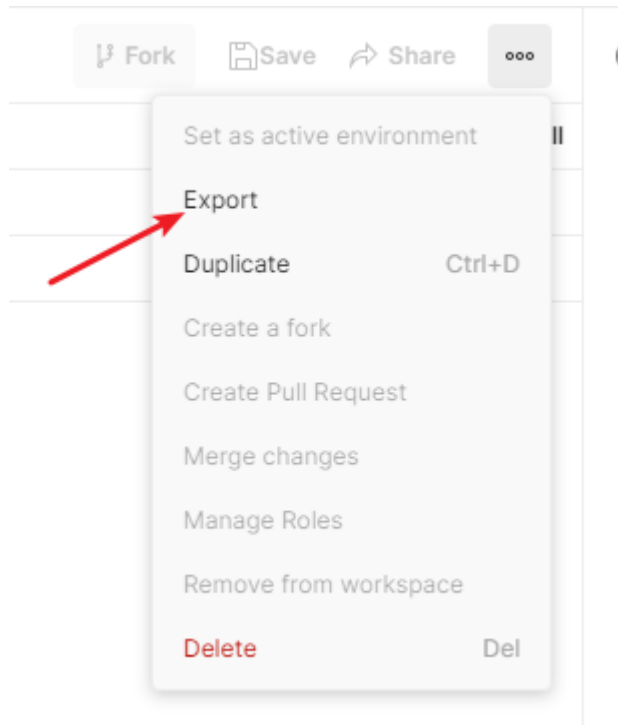 Fork Save Share
Set as active environment
ll
Export
Duplicate Ctrl+D
Create a fork
Create Pull Request
Merge changes
Manage Roles
Remove from workspace
Delete Del